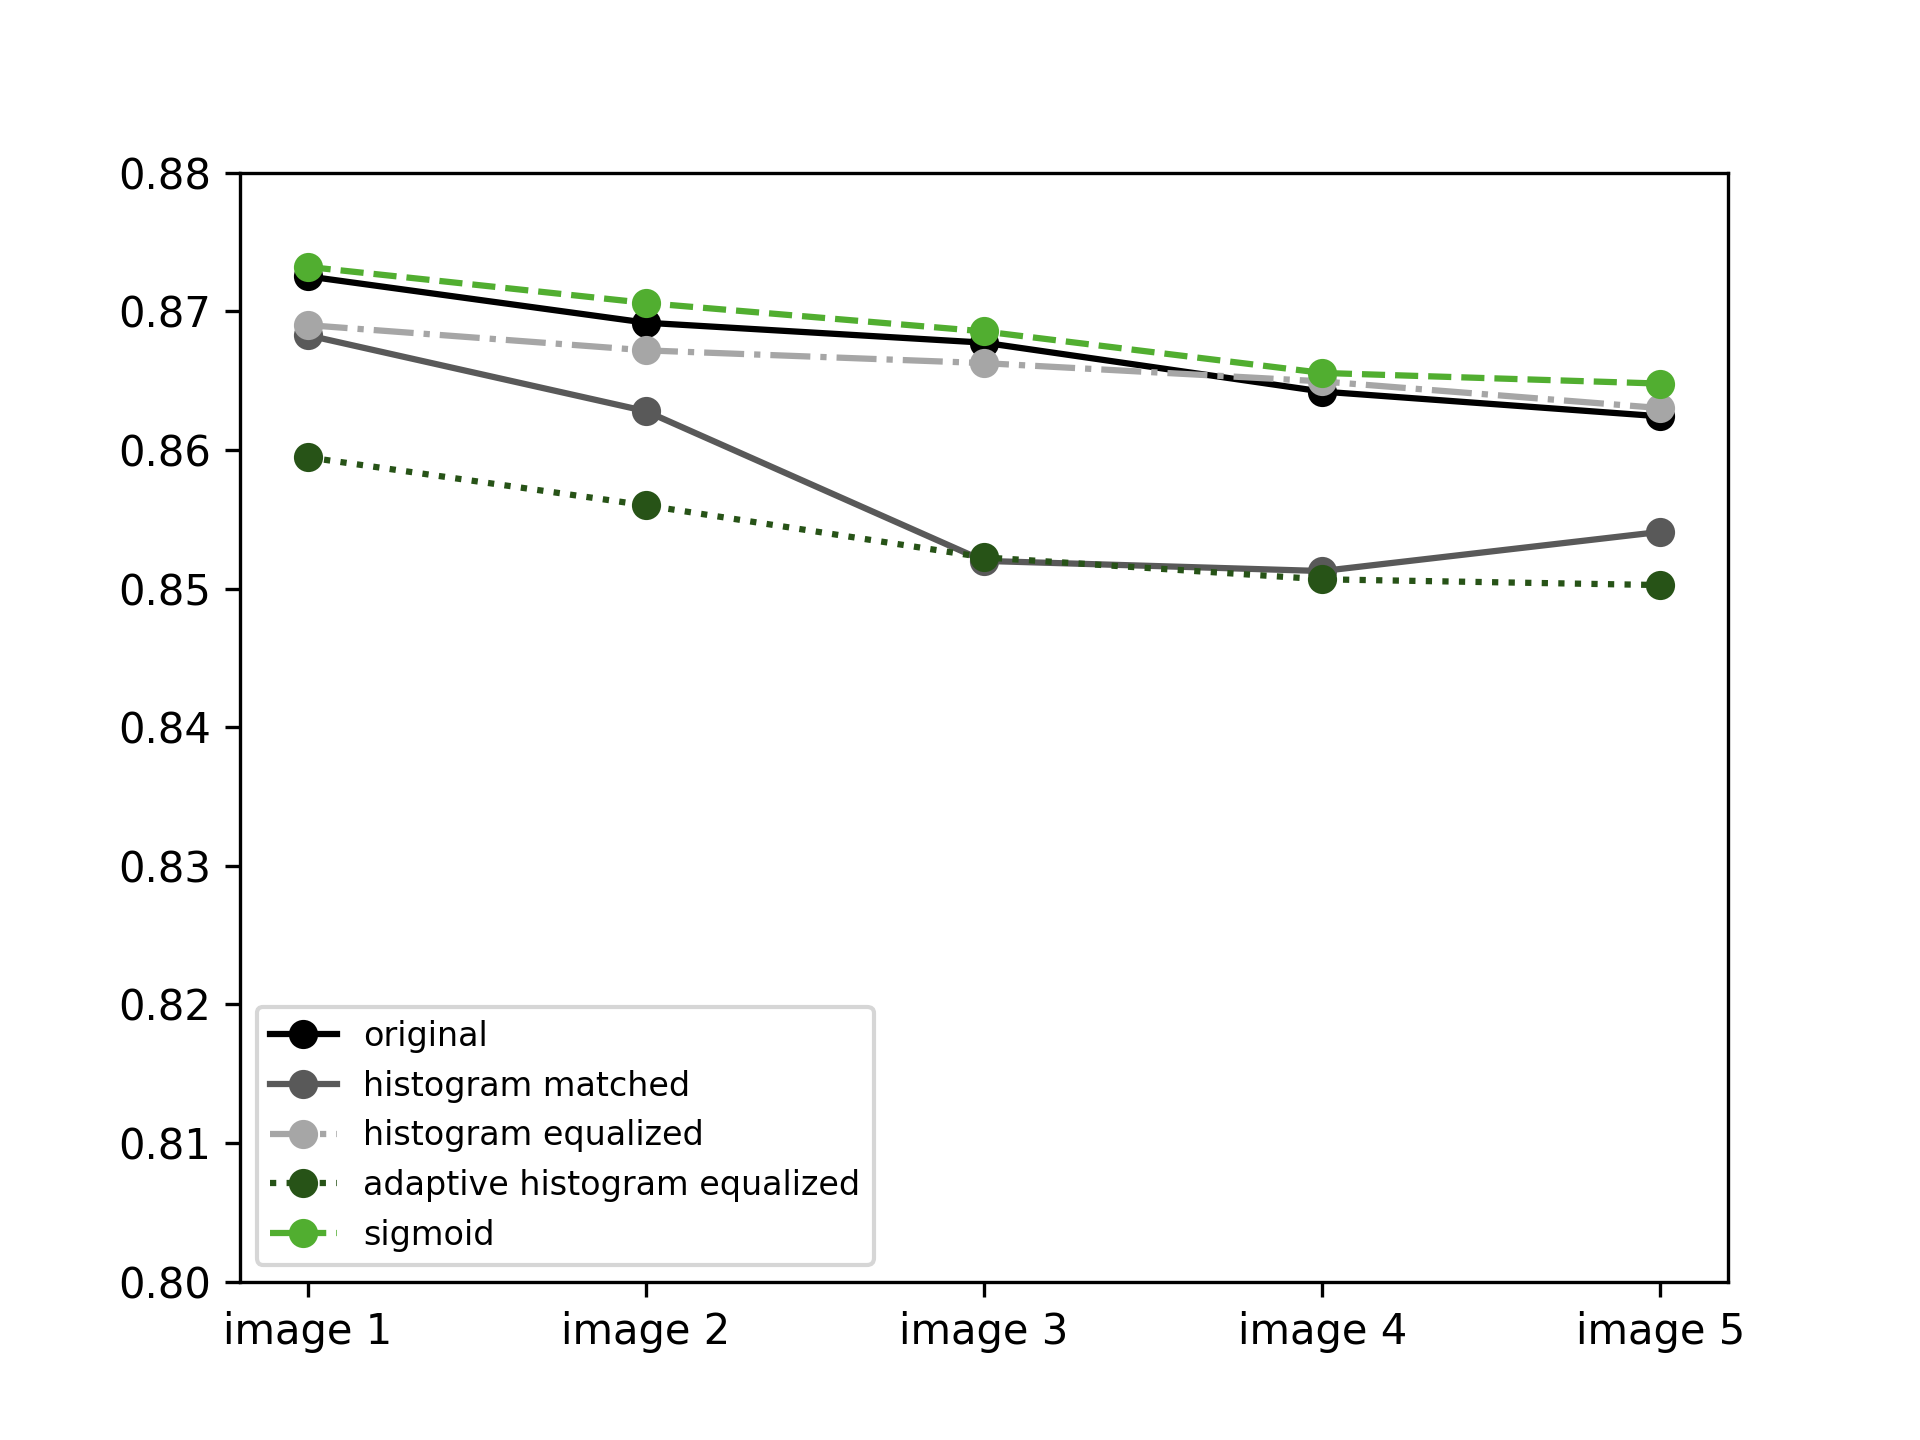 0.88
0.87
0.86
0.85
0.84
0.83
0.82
0.81
0.80
original
histogram matched
histogram equalized
adaptive histogram equalized
sigmoid
image 1 image 2 image 3 image 4 image 5